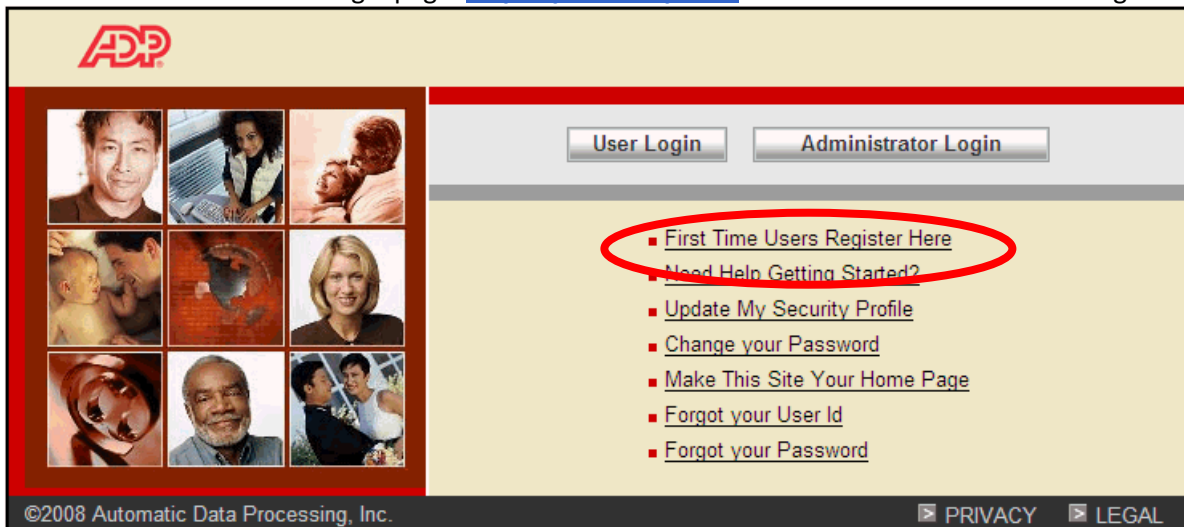 ADP
User Login Administrator Login
First Time Users Register Here
Need Help Getting Started?
Update My Security Profile
Change your Password
Make This Site Your Home Page
Forgot your User Id
Forgot your Password
©2008 Automatic Data Processing, Inc. PRIVACY LEGAL